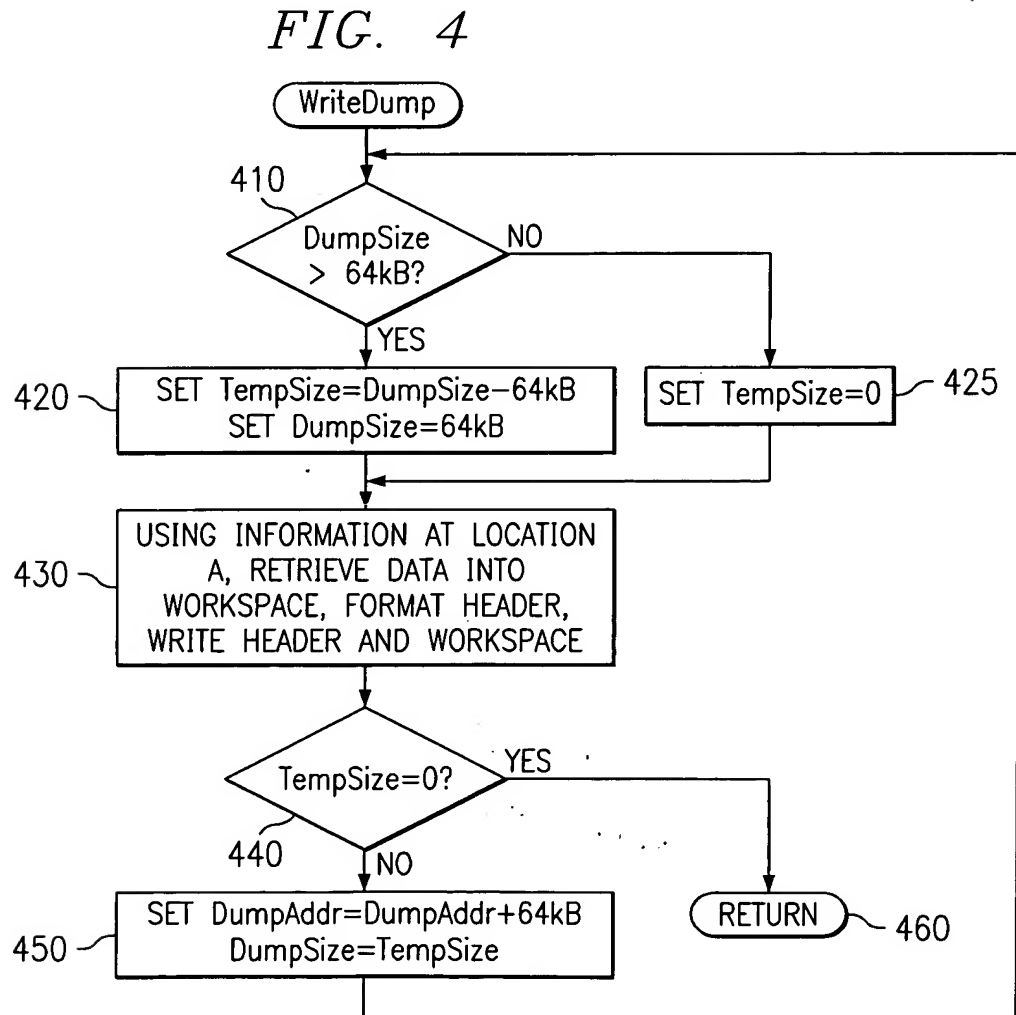 FIG. 4
WriteDump
410
DumpSize
> 64kB?
NO
YES
420
SET TempSize=DumpSize-64kB
SET DumpSize=64kB
SET TempSize=0
425
430
USING INFORMATION AT LOCATION
A, RETRIEVE DATA INTO
WORKSPACE, FORMAT HEADER,
WRITE HEADER AND WORKSPACE
TempSize=0?
YES
440
NO
450
SET DumpAddr=DumpAddr+64kB
DumpSize=TempSize
RETURN
460